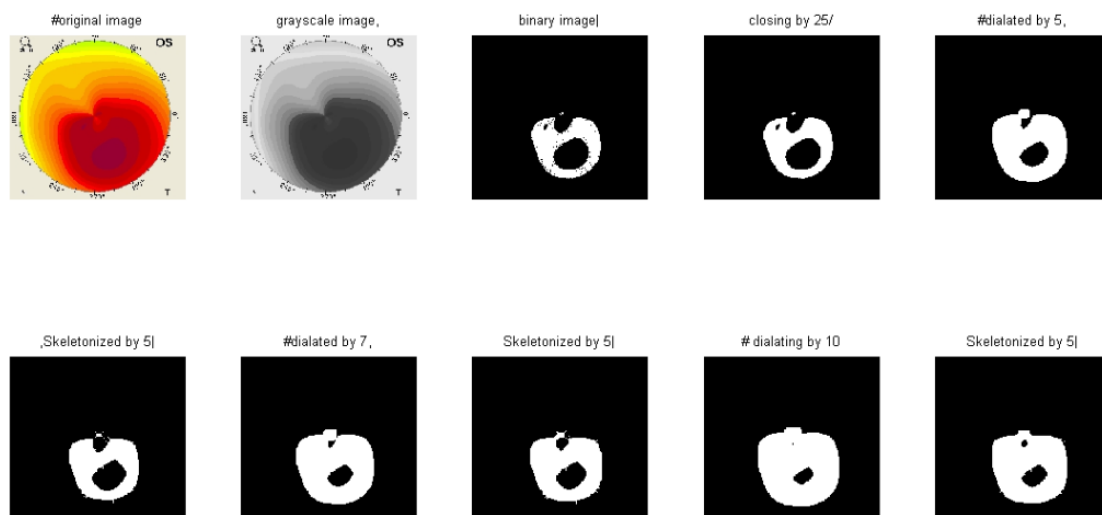 #original image
grayscale image,
binary image|
closing by 25/
#dialated by 5,
OS
T
OS
T
,Skeletonized by 5|
#dialated by 7,
Skeletonized by 5|
# dialating by 10
Skeletonized by 5|